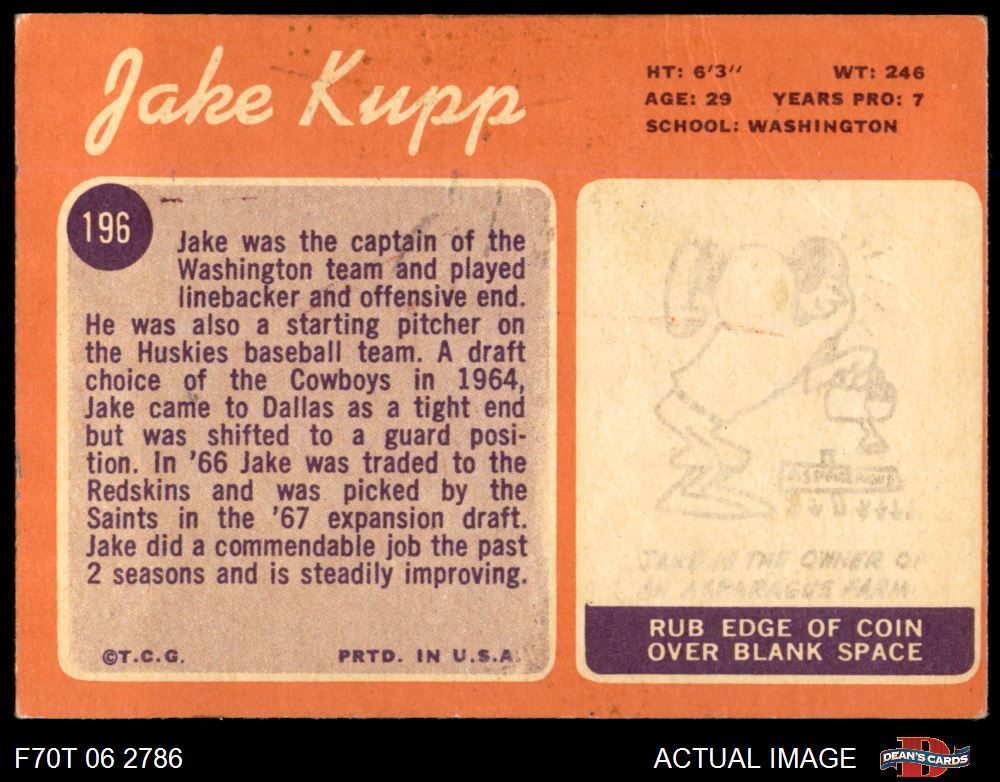 Jake Kupp
HT: 6'3'' WT: 246
AGE: 29 YEARS PRO: 7
SCHOOL: WASHINGTON
196
Jake was the captain of the
Washington team and played
linebacker and offensive end.
He was also a starting pitcher on
the Huskies baseball team. A draft
choice of the Cowboys in 1964,
Jake came to Dallas as a tight end
but was shifted to a guard posi-
tion. In '66 Jake was traded to the
Redskins and was picked by the
Saints in the '67 expansion draft.
Jake did a commendable job the past
2 seasons and is steadily improving.
©T.C.G. PRTD. IN U.S.A.
JAKE IS THE OWNER OF
AN ASPARAGUS FARM.
RUB EDGE OF COIN
OVER BLANK SPACE
F70T 06 2786
ACTUAL IMAGE
DEAN'S CARDS